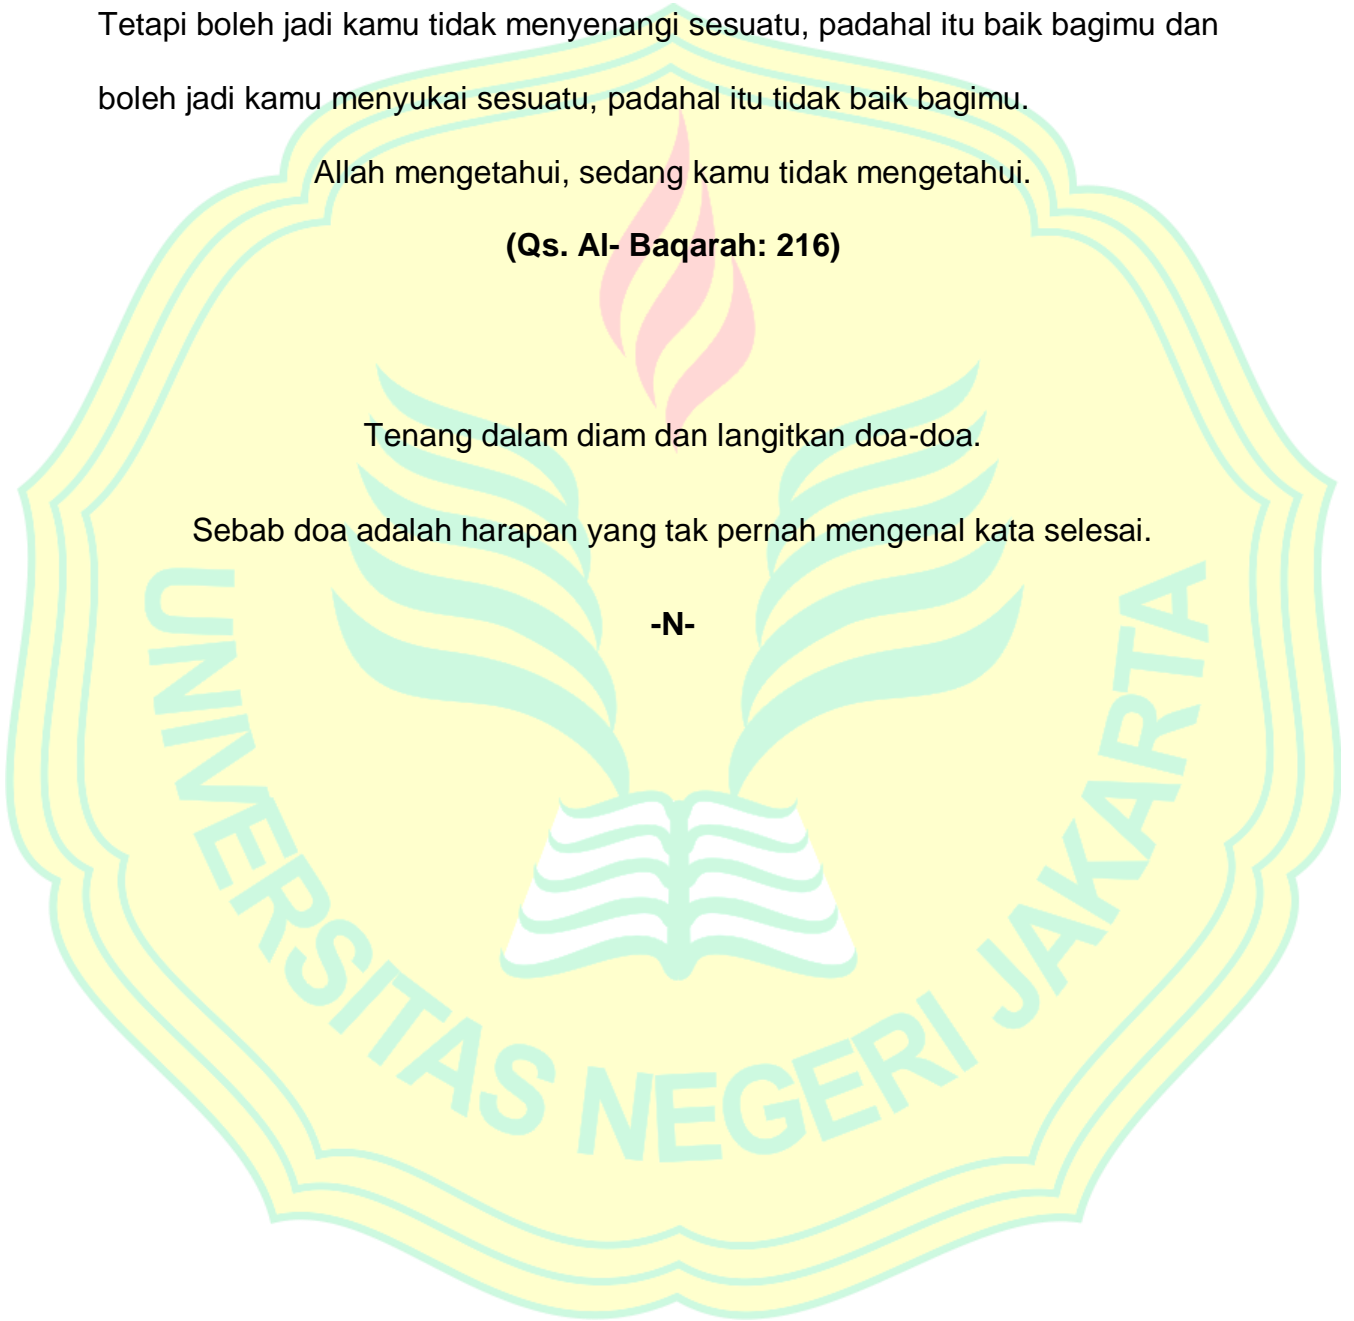 Tetapi boleh jadi kamu tidak menyenangi sesuatu, padahal itu baik bagimu dan
boleh jadi kamu menyukai sesuatu, padahal itu tidak baik bagimu.
Allah mengetahui, sedang kamu tidak mengetahui.
(Qs. Al- Baqarah: 216)
Tenang dalam diam dan langitkan doa-doa.
Sebab doa adalah harapan yang tak pernah mengenal kata selesai.
-N-
UNIVERSITAS NEGERI JAKARTA